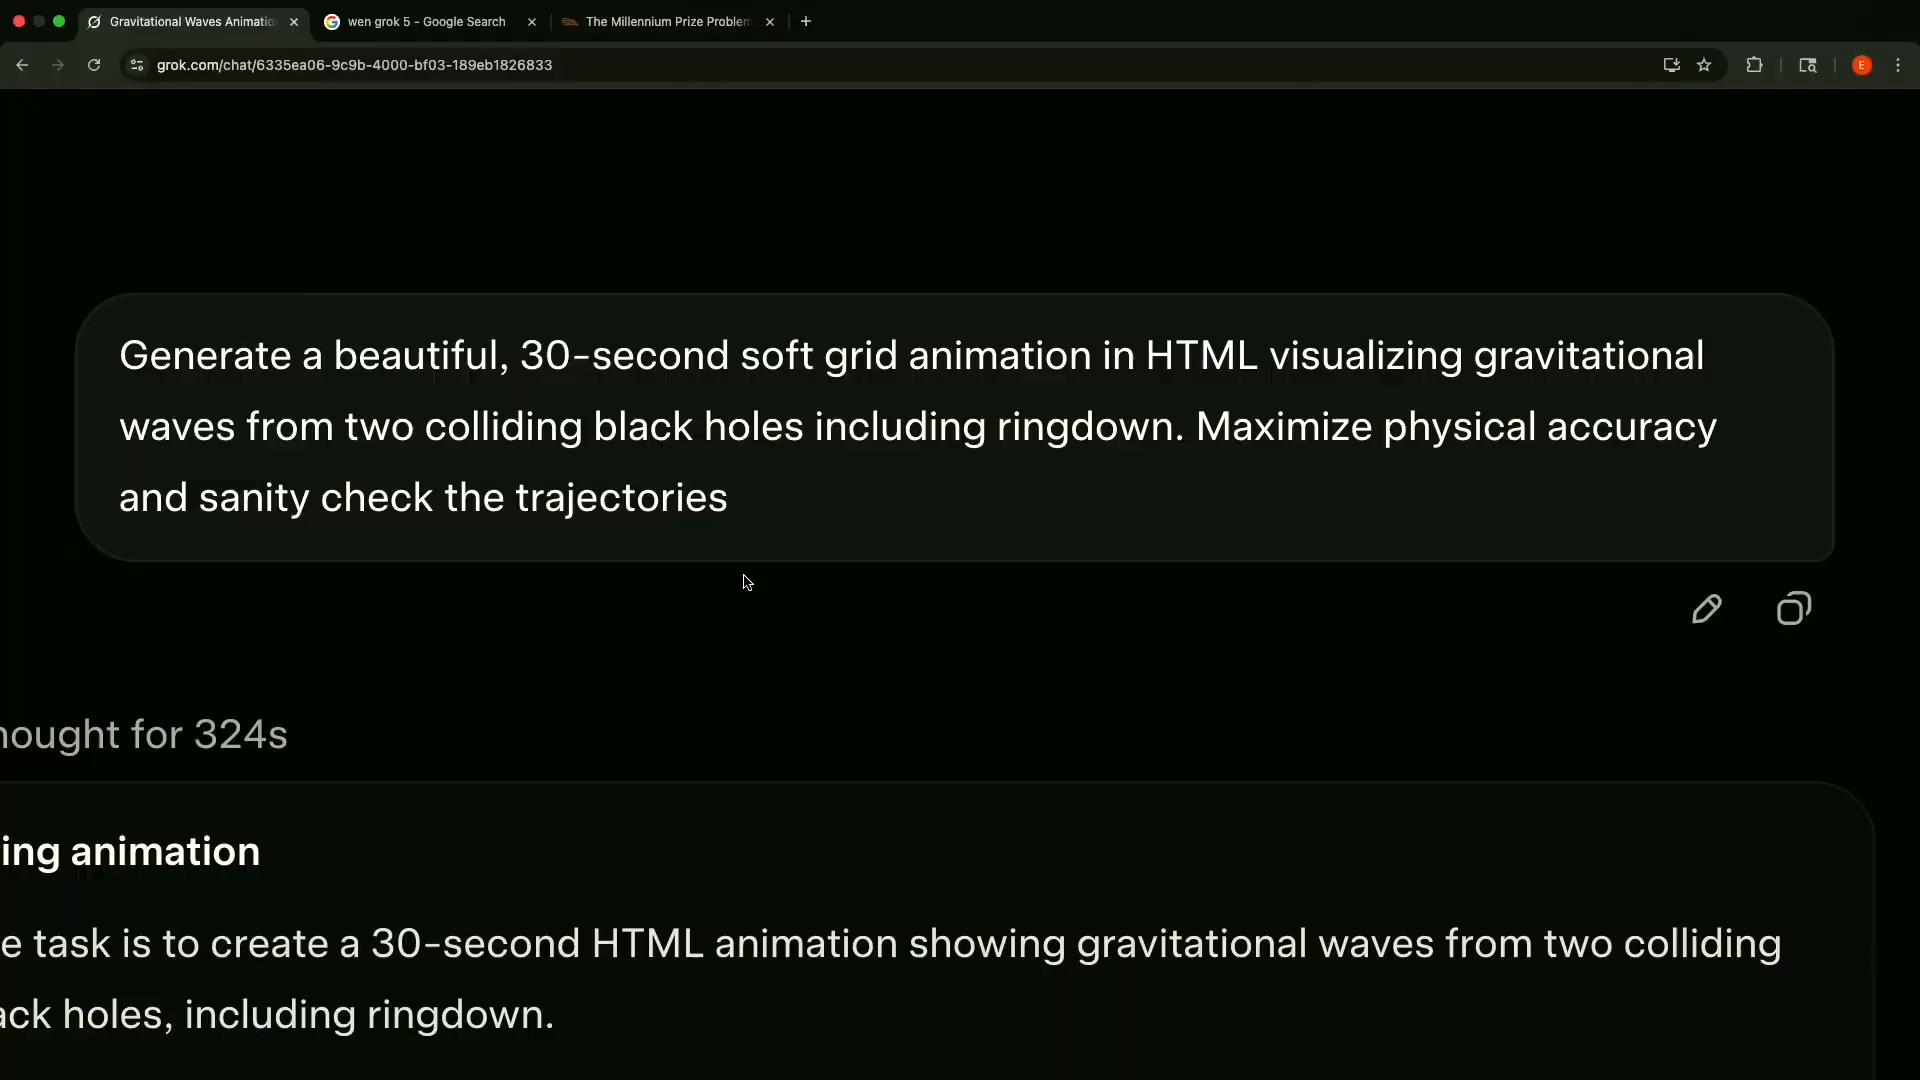 Gravitational Waves Animatio
wen grok 5 - Google Search
The Millennium Prize Problem
grok.com/chat/6335ea06-9c9b-4000-bf03-189eb1826833
E
Generate a beautiful, 30-second soft grid animation in HTML visualizing gravitational
waves from two colliding black holes including ringdown. Maximize physical accuracy
and sanity check the trajectories
hought for 324s
ing animation
e task is to create a 30-second HTML animation showing gravitational waves from two colliding
ack holes, including ringdown.